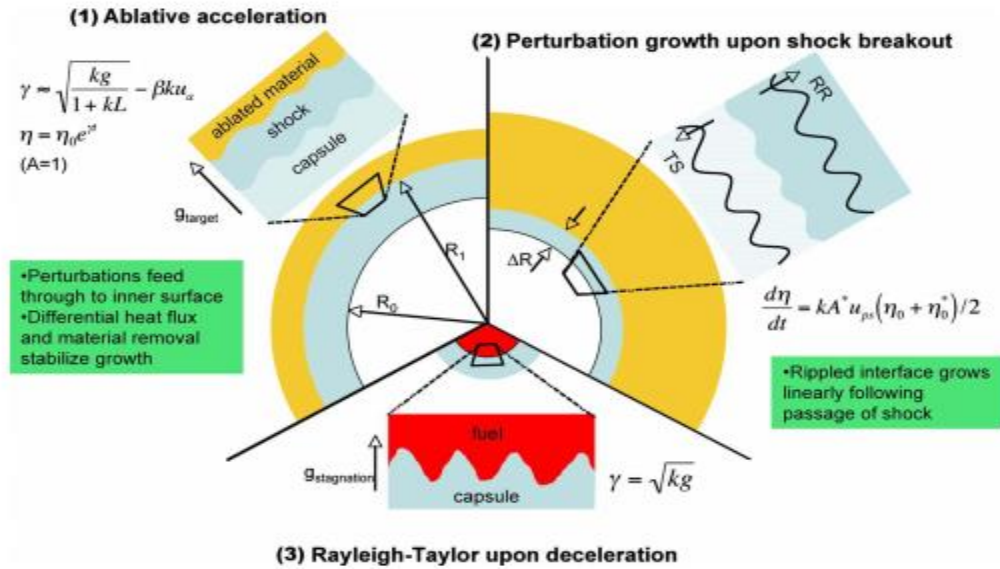 (1) Ablative acceleration
γ ≈ √(kg / (1 + kL)) − βku_a
η = η₀e^{γt}
(A=1)
ablated material
shock
capsule
g_target
•Perturbations feed
through to inner surface
•Differential heat flux
and material removal
stabilize growth
R₁
R₀
(2) Perturbation growth upon shock breakout
RR
TS
ΔR
dη/dt = kA*u_ps(η₀ + η₀*)/2
•Rippled interface grows
linearly following
passage of shock
fuel
g_stagnation
capsule
γ = √kg
(3) Rayleigh-Taylor upon deceleration